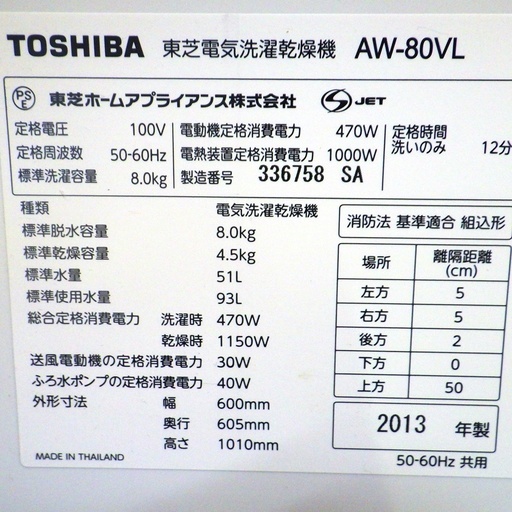 TOSHIBA 東芝電気洗濯乾燥機 AW-80VL
PSE 東芝ホームアプライアンス株式会社 S JET
定格電圧 100V 電動機定格消費電力 470W 定格時間
定格周波数 50-60Hz 電熱装置定格消費電力 1000W 洗いのみ 12分
標準洗濯容量 8.0kg 製造番号 336758 SA
種類 電気洗濯乾燥機
標準脱水容量 8.0kg
標準乾燥容量 4.5kg
標準水量 51L
標準使用水量 93L
総合定格消費電力 洗濯時 470W
乾燥時 1150W
送風電動機の定格消費電力 30W
ふろ水ポンプの定格消費電力 40W
外形寸法 幅 600mm
奥行 605mm
高さ 1010mm
MADE IN THAILAND
消防法 基準適合 組込形
場所 離隔距離(cm)
左方 5
右方 5
後方 2
下方 0
上方 50
2013 年製
50-60Hz 共用